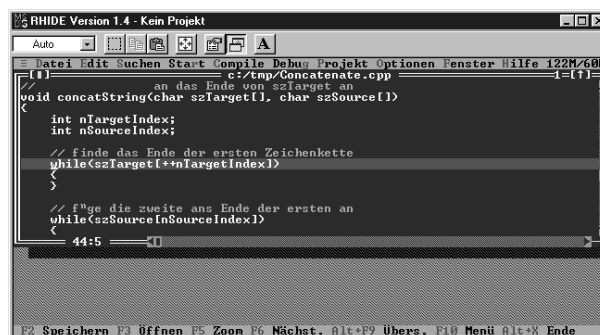 RHIDE Version 1.4 - Kein Projekt
Auto
A
≡ Datei Edit Suchen Start Compile Debug Projekt Optionen Fenster Hilfe 122M/60
c:/tmp/Concatenate.cpp 1=[↑]
// an das Ende von szTarget an
void concatString(char szTarget[], char szSource[])
{
int nTargetIndex;
int nSourceIndex;
// finde das Ende der ersten Zeichenkette
while(szTarget[++nTargetIndex])
{
}
// f"ge die zweite ans Ende der ersten an
while(szSource[nSourceIndex])
{
44:5
F2 Speichern F3 Öffnen F5 Zoom F6 Nächst. Alt+F9 Übers. F10 Menü Alt+X Ende